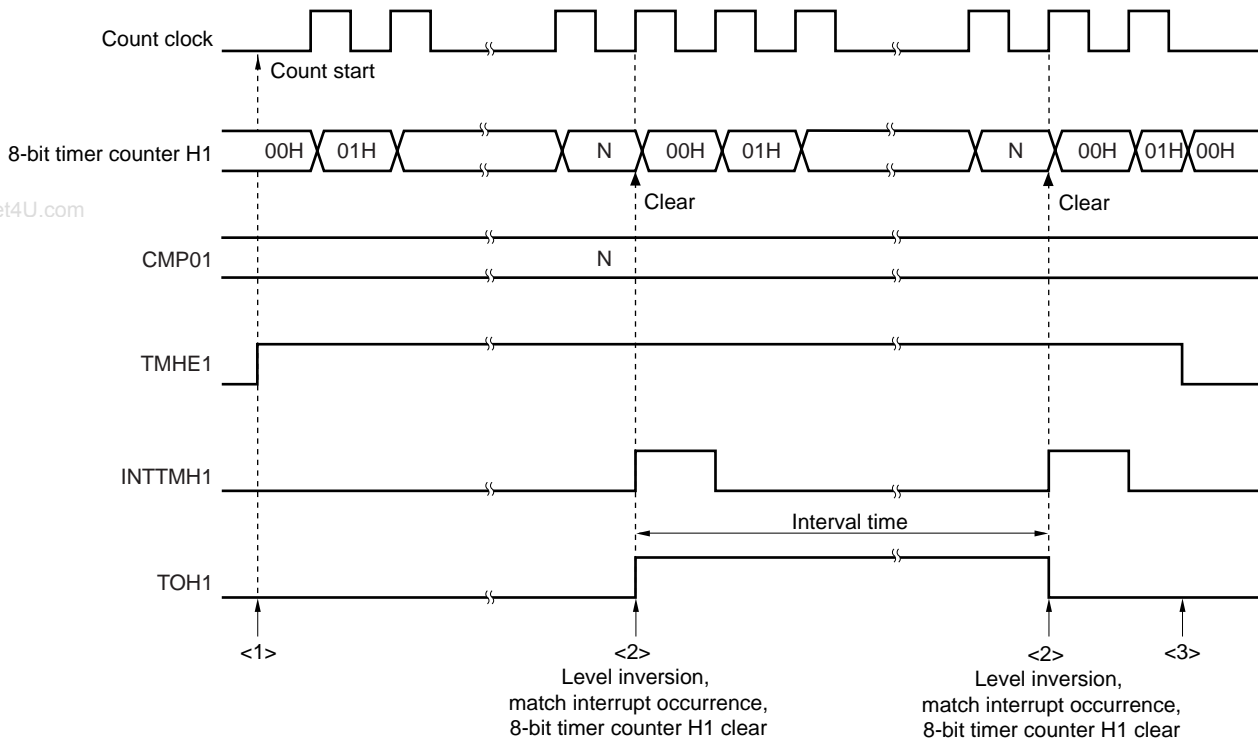 Count clock
Count start
8-bit timer counter H1
00H 01H N 00H 01H N 00H 01H 00H
Clear Clear
et4U.com
CMP01 N
TMHE1
INTTMH1
Interval time
TOH1
<1> <2> <2> <3>
Level inversion,
match interrupt occurrence,
8-bit timer counter H1 clear
Level inversion,
match interrupt occurrence,
8-bit timer counter H1 clear